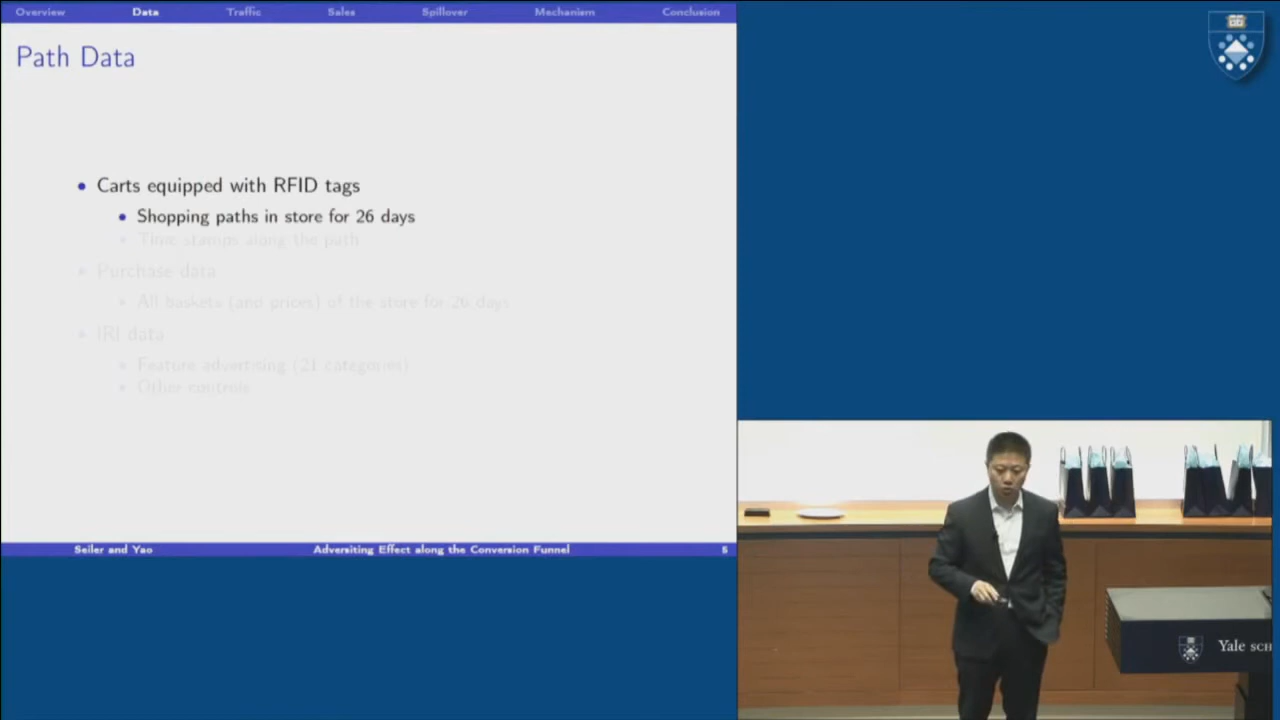 Overview Data Traffic Sales Spillover Mechanism Conclusion
Path Data
• Carts equipped with RFID tags
• Shopping paths in store for 26 days
• Time stamps along the path
• Purchase data
• All baskets (and prices) of the store for 26 days
• IRI data
• Feature advertising (21 categories)
• Other controls
Seiler and Yao Adversiting Effect along the Conversion Funnel 5
Yale SCH